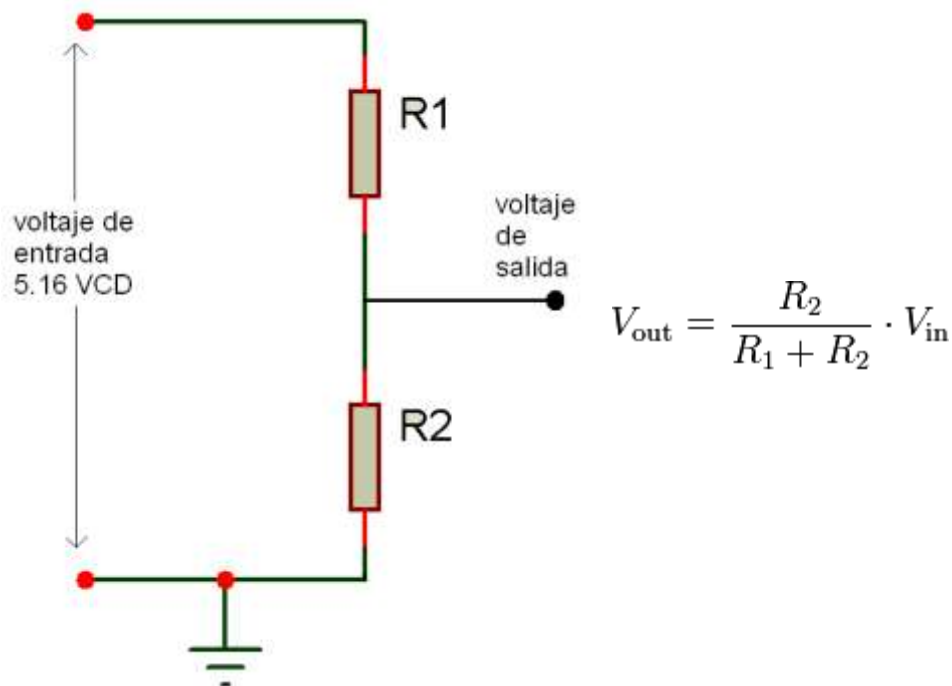 R1
voltaje de
entrada
5.16 VCD
voltaje
de
salida
V_out = R_2 / (R_1 + R_2) · V_in
R2